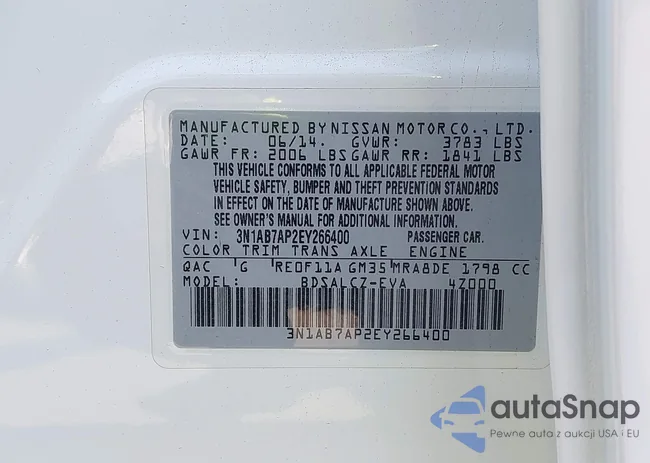 MANUFACTURED BY NISSAN MOTOR CO., LTD.
DATE: 06/14. GVWR: 3783 LBS
GAWR FR: 2006 LBS GAWR RR: 1841 LBS
THIS VEHICLE CONFORMS TO ALL APPLICABLE FEDERAL MOTOR
VEHICLE SAFETY, BUMPER AND THEFT PREVENTION STANDARDS
IN EFFECT ON THE DATE OF MANUFACTURE SHOWN ABOVE.
SEE OWNER'S MANUAL FOR ADDITIONAL INFORMATION.
VIN: 3N1AB7AP2EY266400 PASSENGER CAR.
COLOR TRIM TRANS AXLE ENGINE
QAC G RE0F11A GM35 MRA8DE 1798 CC
MODEL: BDSALCZ-EVA 4Z000
3N1AB7AP2EY266400
autaSnap
Pewne auta z aukcji USA i EU